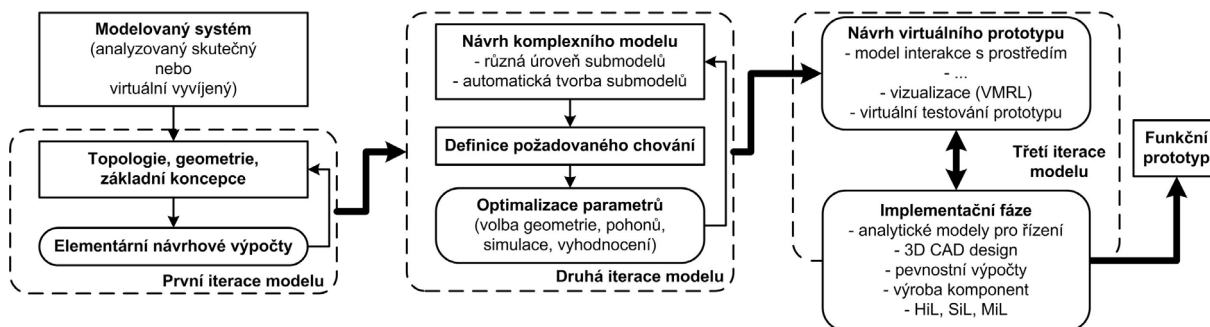 Modelovaný systém
(analyzovaný skutečný
nebo
virtuální vyvíjený)
Topologie, geometrie,
základní koncepce
Elementární návrhové výpočty
První iterace modelu
Návrh komplexního modelu
- různá úroveň submodelů
- automatická tvorba submodelů
Definice požadovaného chování
Optimalizace parametrů
(volba geometrie, pohonů,
simulace, vyhodnocení)
Druhá iterace modelu
Návrh virtuálního prototypu
- model interakce s prostředím
- ...
- vizualizace (VMRL)
- virtuální testování prototypu
Třetí iterace
modelu
Implementační fáze
- analytické modely pro řízení
- 3D CAD design
- pevnostní výpočty
- výroba komponent
- HiL, SiL, MiL
Funkční
prototyp